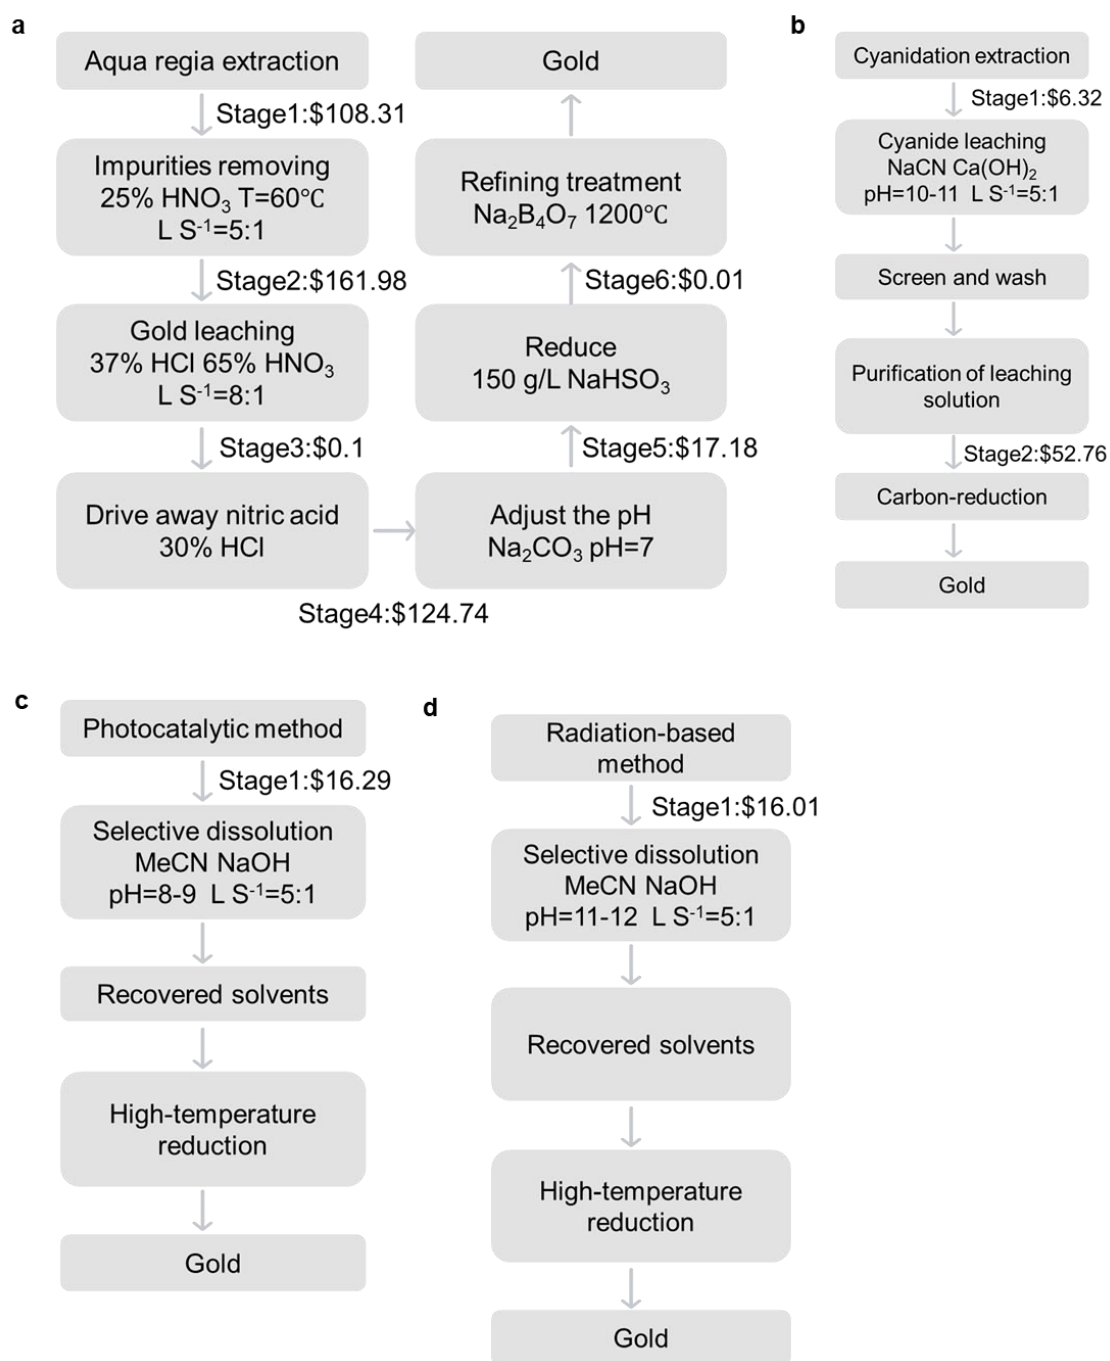 a
Aqua regia extraction
Stage1:$108.31
Impurities removing
25% HNO₃ T=60℃
L S⁻¹=5:1
Stage2:$161.98
Gold leaching
37% HCl 65% HNO₃
L S⁻¹=8:1
Stage3:$0.1
Drive away nitric acid
30% HCl
Stage4:$124.74
Adjust the pH
Na₂CO₃ pH=7
Stage5:$17.18
Reduce
150 g/L NaHSO₃
Stage6:$0.01
Refining treatment
Na₂B₄O₇ 1200℃
Gold
b
Cyanidation extraction
Stage1:$6.32
Cyanide leaching
NaCN Ca(OH)₂
pH=10-11 L S⁻¹=5:1
Screen and wash
Purification of leaching
solution
Stage2:$52.76
Carbon-reduction
Gold
c
Photocatalytic method
Stage1:$16.29
Selective dissolution
MeCN NaOH
pH=8-9 L S⁻¹=5:1
Recovered solvents
High-temperature
reduction
Gold
d
Radiation-based
method
Stage1:$16.01
Selective dissolution
MeCN NaOH
pH=11-12 L S⁻¹=5:1
Recovered solvents
High-temperature
reduction
Gold